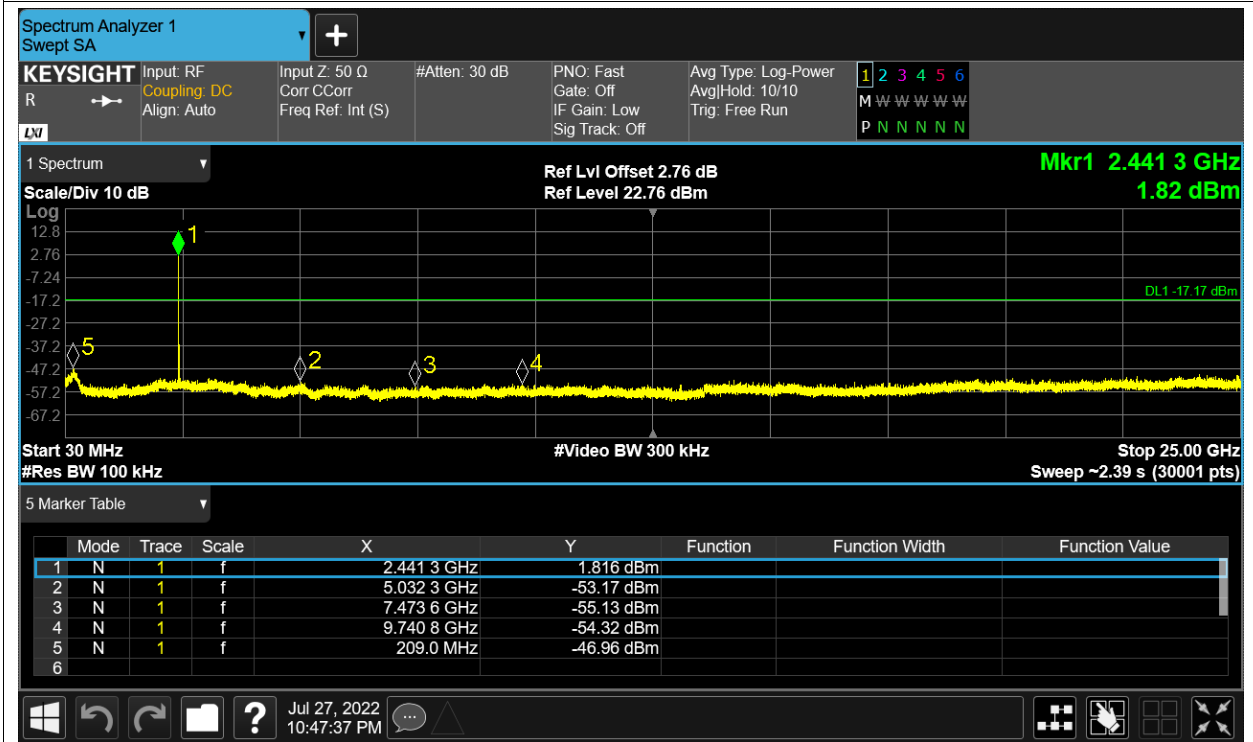 Spectrum Analyzer 1
Swept SA
KEYSIGHT
R
LXI
Input: RF
Coupling: DC
Align: Auto
Input Z: 50 Ω
Corr CCorr
Freq Ref: Int (S)
#Atten: 30 dB
PNO: Fast
Gate: Off
IF Gain: Low
Sig Track: Off
Avg Type: Log-Power
Avg|Hold: 10/10
Trig: Free Run
1 2 3 4 5 6
M W W W W W
P N N N N N
1 Spectrum
Scale/Div 10 dB
Ref Lvl Offset 2.76 dB
Ref Level 22.76 dBm
Mkr1 2.441 3 GHz
1.82 dBm
Log
12.8
2.76
-7.24
-17.2
-27.2
-37.2
-47.2
-57.2
-67.2
1
DL1 -17.17 dBm
5
2
3
4
Start 30 MHz
#Video BW 300 kHz
Stop 25.00 GHz
#Res BW 100 kHz
Sweep ~2.39 s (30001 pts)
5 Marker Table
Mode Trace Scale X Y Function Function Width Function Value
1 N 1 f 2.441 3 GHz 1.816 dBm
2 N 1 f 5.032 3 GHz -53.17 dBm
3 N 1 f 7.473 6 GHz -55.13 dBm
4 N 1 f 9.740 8 GHz -54.32 dBm
5 N 1 f 209.0 MHz -46.96 dBm
6
?
Jul 27, 2022
10:47:37 PM